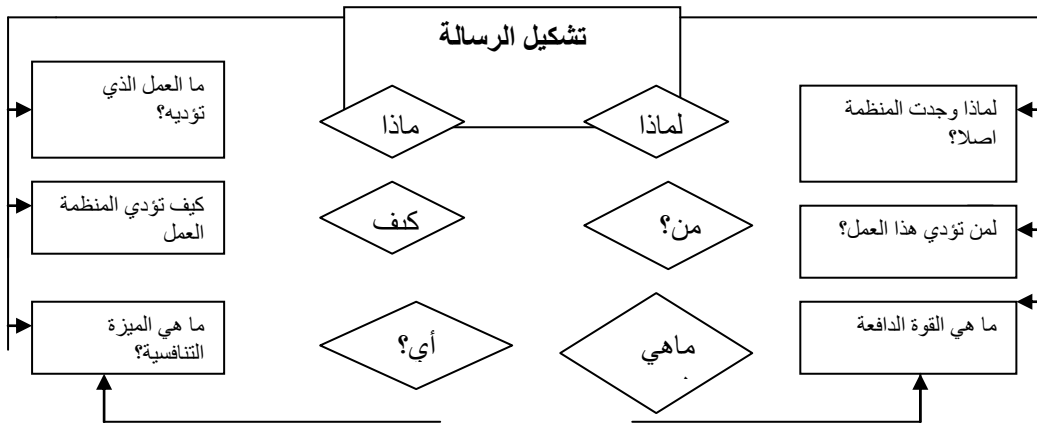 تشكيل الرسالة
لماذا وجدت المنظمة
اصلا؟
لماذا
ماذا
ما العمل الذي
تؤديه؟
لمن تؤدي هذا العمل؟
من؟
كيف
كيف تؤدي المنظمة
العمل
ما هي القوة الدافعة
ماهي
أي؟
ما هي الميزة
التنافسية؟